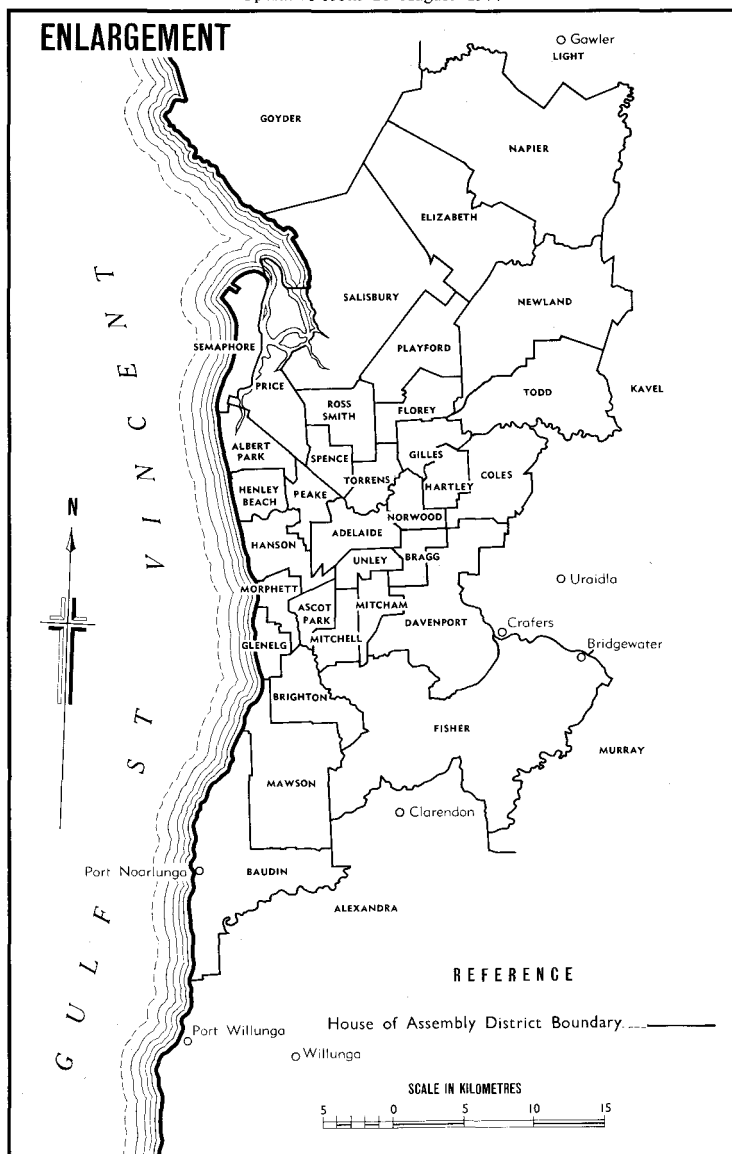 ENLARGEMENT
Gawler
LIGHT
GOYDER
NAPIER
ELIZABETH
SALISBURY
NEWLAND
SEMAPHORE
PLAYFORD
PRICE
TODD
KAVEL
ROSS
SMITH
FLOREY
ALBERT
PARK
SPENCE
GILLES
TORRENS
COLES
HENLEY
BEACH
PEAKE
HARTLEY
NORWOOD
HANSON
ADELAIDE
UNLEY
BRAGG
MORPHETT
Uraidla
ASCOT
PARK
MITCHAM
DAVENPORT
GLENELG
MITCHELL
Crafers
Bridgewater
BRIGHTON
FISHER
MURRAY
MAWSON
Clarendon
Port Noarlunga
BAUDIN
ALEXANDRA
N
GULF ST VINCENT
Port Willunga
Willunga
REFERENCE
House of Assembly District Boundary
SCALE IN KILOMETRES
5 0 5 10 15